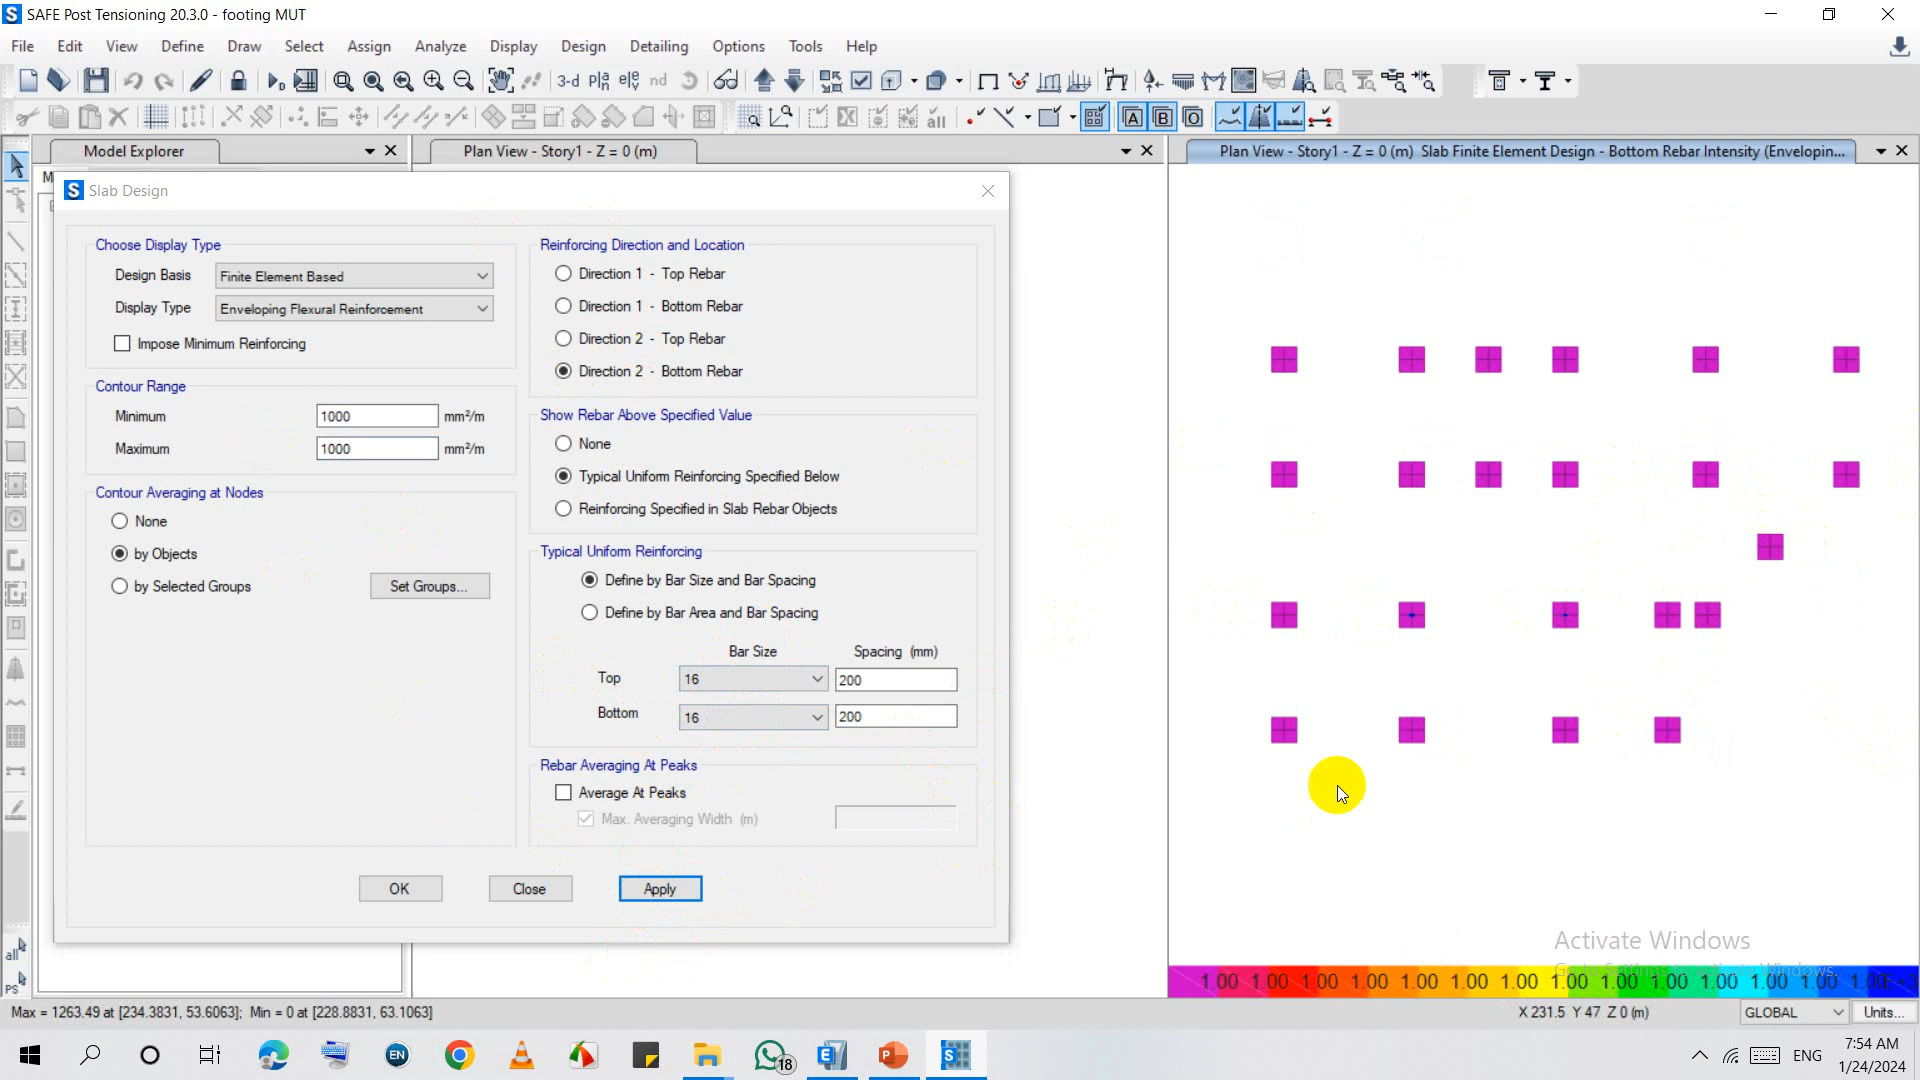 SAFE Post Tensioning 20.3.0 - footing MUT
File Edit View Define Draw Select Assign Analyze Display Design Detailing Options Tools Help
3-d Pla ele nd
all A B O
Model Explorer
Plan View - Story1 - Z = 0 (m)
Plan View - Story1 - Z = 0 (m) Slab Finite Element Design - Bottom Rebar Intensity (Envelopin...
Slab Design
Choose Display Type
Design Basis Finite Element Based
Display Type Enveloping Flexural Reinforcement
Impose Minimum Reinforcing
Contour Range
Minimum 1000 mm²/m
Maximum 1000 mm²/m
Contour Averaging at Nodes
None
by Objects
by Selected Groups Set Groups...
Reinforcing Direction and Location
Direction 1 - Top Rebar
Direction 1 - Bottom Rebar
Direction 2 - Top Rebar
Direction 2 - Bottom Rebar
Show Rebar Above Specified Value
None
Typical Uniform Reinforcing Specified Below
Reinforcing Specified in Slab Rebar Objects
Typical Uniform Reinforcing
Define by Bar Size and Bar Spacing
Define by Bar Area and Bar Spacing
Bar Size Spacing (mm)
Top 16 200
Bottom 16 200
Rebar Averaging At Peaks
Average At Peaks
Max. Averaging Width (m)
OK Close Apply
all
PS
Activate Windows
1.00 1.00 1.00 1.00 1.00 1.00 1.00 1.00 1.00 1.00 1.00 1.00 1.00
Max = 1263.49 at [234.3831, 53.6063]; Min = 0 at [228.8831, 63.1063]
X 231.5 Y 47 Z 0 (m)
GLOBAL
Units...
EN
18
ENG
7:54 AM
1/24/2024